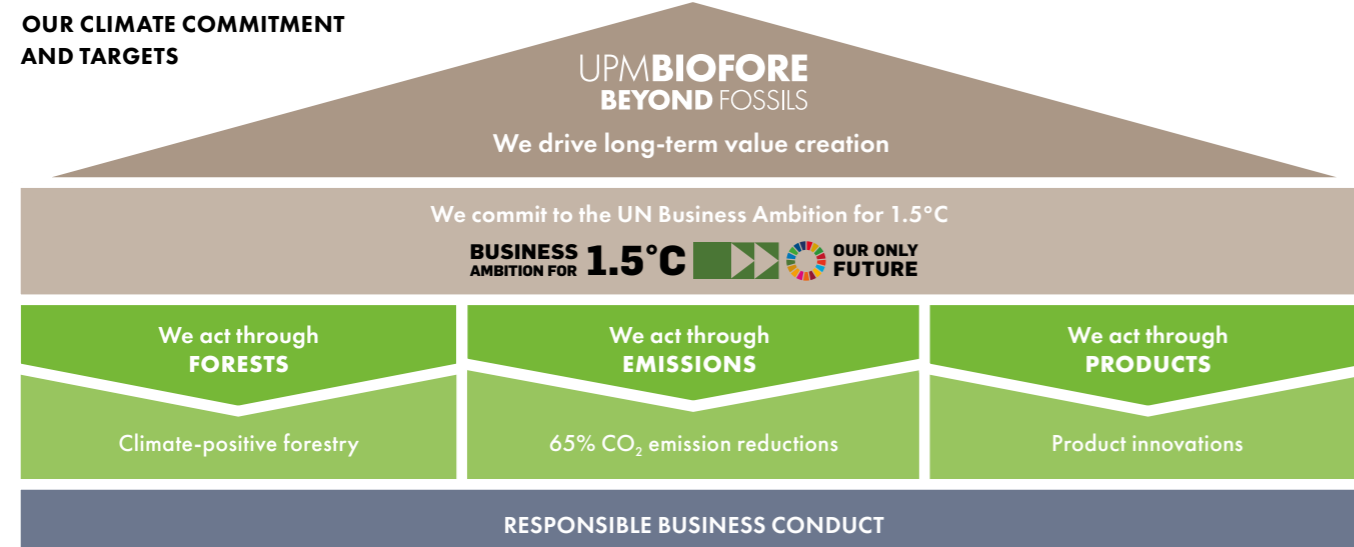 OUR CLIMATE COMMITMENT
AND TARGETS
UPMBIOFORE
BEYOND FOSSILS
We drive long-term value creation
We commit to the UN Business Ambition for 1.5°C
BUSINESS
AMBITION FOR
1.5°C
OUR ONLY
FUTURE
We act through
FORESTS
Climate-positive forestry
We act through
EMISSIONS
65% CO₂ emission reductions
We act through
PRODUCTS
Product innovations
RESPONSIBLE BUSINESS CONDUCT